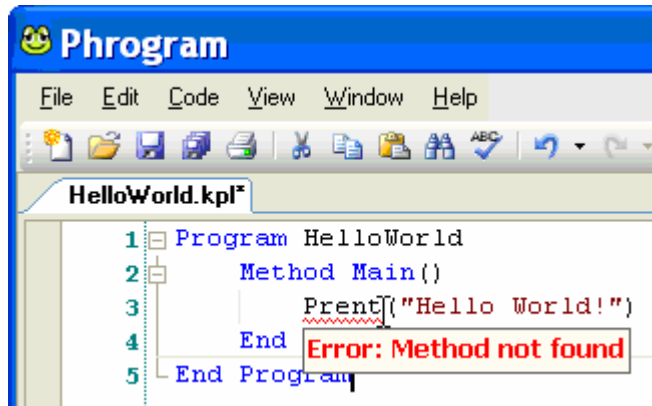 Phrogram
File Edit Code View Window Help
ABC
HelloWorld.kpl*
1 Program HelloWorld
2 Method Main()
3 Prent("Hello World!")
4 End
Error: Method not found
5 End Program